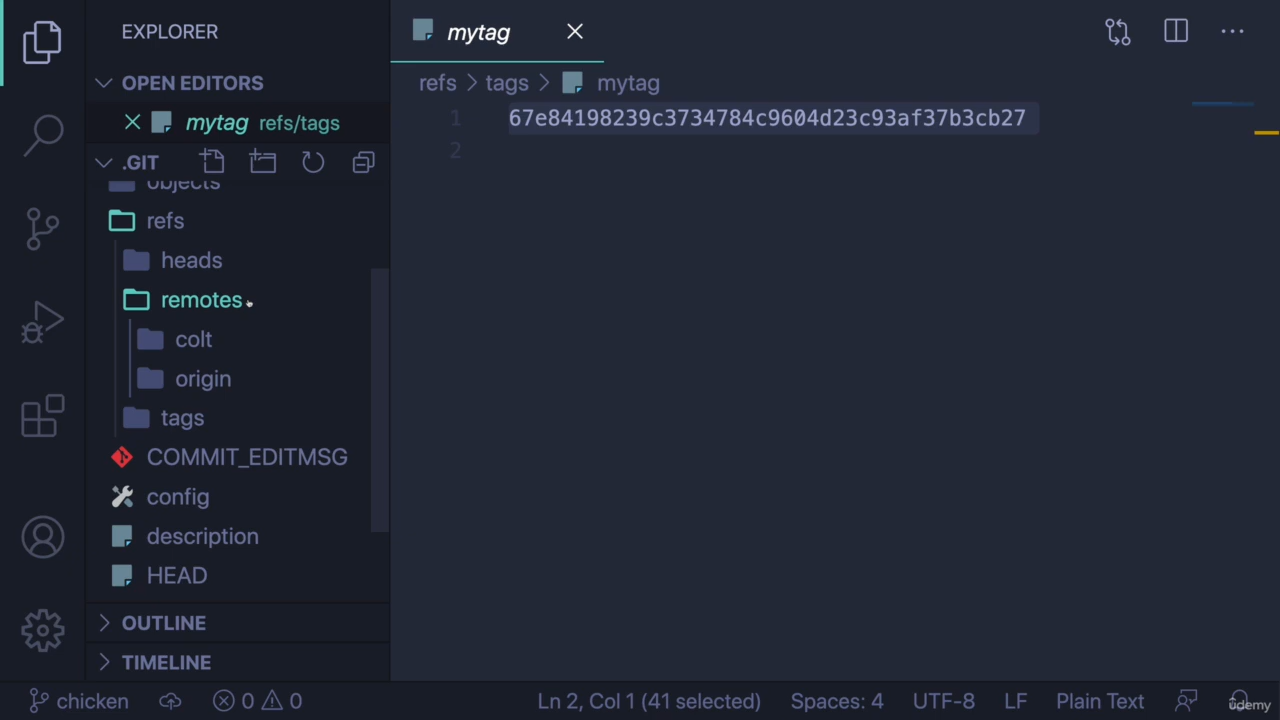 EXPLORER
OPEN EDITORS
mytag refs/tags
.GIT
objects
refs
heads
remotes
colt
origin
tags
COMMIT_EDITMSG
config
description
HEAD
OUTLINE
TIMELINE
mytag
refs > tags > mytag
1 67e84198239c3734784c9604d23c93af37b3cb27
2
chicken 0 0 Ln 2, Col 1 (41 selected) Spaces: 4 UTF-8 LF Plain Text
udemy